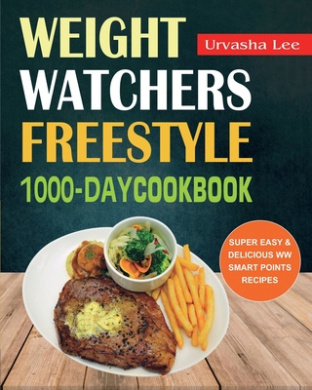 WEIGHT
Urvasha Lee
WATCHERS
FREESTYLE
1000-DAYCOOKBOOK
SUPER EASY &
DELICIOUS WW
SMART POINTS
RECIPES